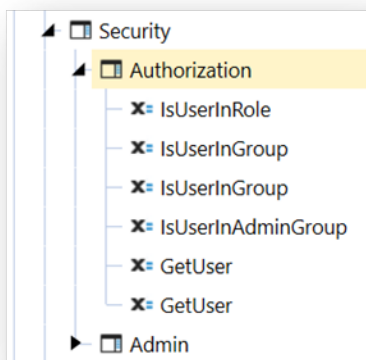 Security
Authorization
IsUserInRole
IsUserInGroup
IsUserInGroup
IsUserInAdminGroup
GetUser
GetUser
Admin